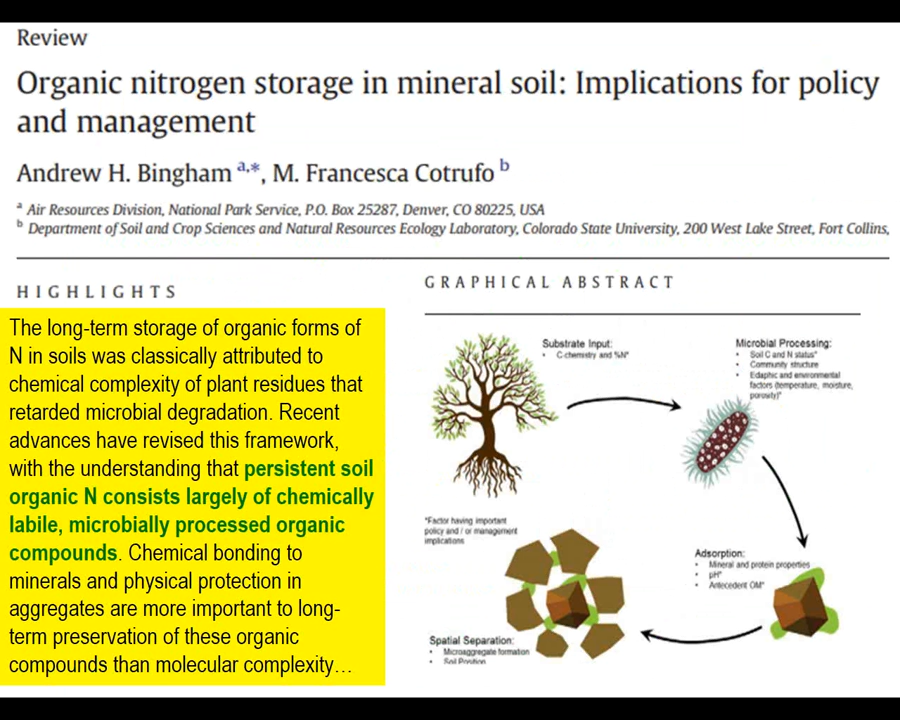 Review
Organic nitrogen storage in mineral soil: Implications for policy
and management
Andrew H. Bingham a,*, M. Francesca Cotrufo b
a Air Resources Division, National Park Service, P.O. Box 25287, Denver, CO 80225, USA
b Department of Soil and Crop Sciences and Natural Resources Ecology Laboratory, Colorado State University, 200 West Lake Street, Fort Collins,
HIGHLIGHTS
The long-term storage of organic forms of
N in soils was classically attributed to
chemical complexity of plant residues that
retarded microbial degradation. Recent
advances have revised this framework,
with the understanding that persistent soil
organic N consists largely of chemically
labile, microbially processed organic
compounds. Chemical bonding to
minerals and physical protection in
aggregates are more important to long-
term preservation of these organic
compounds than molecular complexity…
GRAPHICAL ABSTRACT
Substrate Input:
• C-chemistry and %N*
Microbial Processing:
• Soil C and N status*
• Community structure
• Edaphic and environmental
factors (temperature, moisture,
porosity)*
Adsorption:
• Mineral and protein properties
• pH*
• Antecedent OM*
*Factor having important
policy and / or management
implications
Spatial Separation:
• Microaggregate formation
• Soil Position